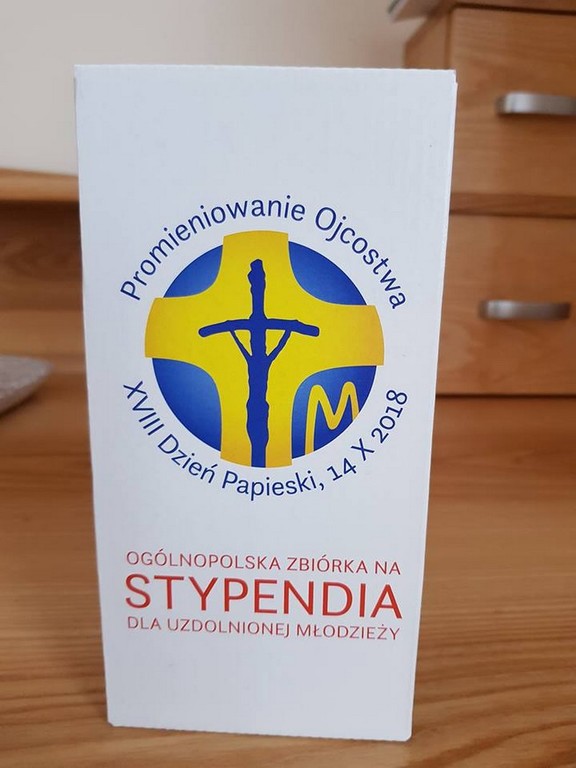 Promieniowanie Ojcostwa
M
XVIII Dzień Papieski, 14 X 2018
OGÓLNOPOLSKA ZBIÓRKA NA
STYPENDIA
DLA UZDOLNIONEJ MŁODZIEŻY